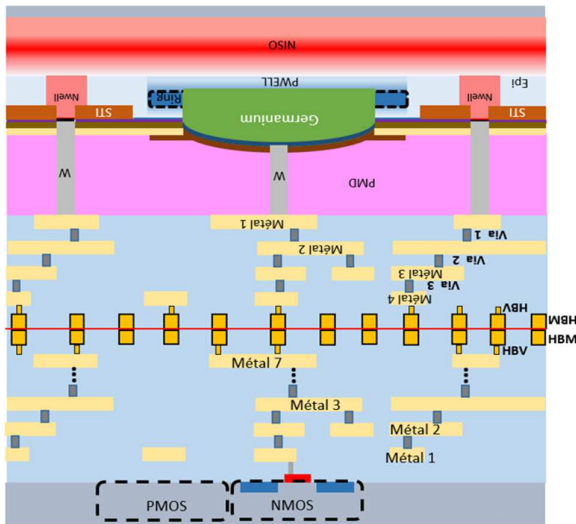 NISO
PWELL
Epi
Nwell
Ring
Nwell
STI
Germanium
STI
W
W
PMD
Métal 1
Via 1
Métal 2
Via 2
Métal 3
Via 3
Métal 4
HBV
HBM
HBM
HBV
Métal 7
Métal 3
Métal 2
Métal 1
PMOS
NMOS